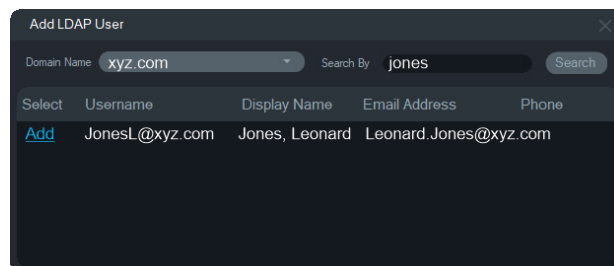 Add LDAP User
Domain Name xyz.com Search By jones Search
Select Username Display Name Email Address Phone
Add JonesL@xyz.com Jones, Leonard Leonard.Jones@xyz.com